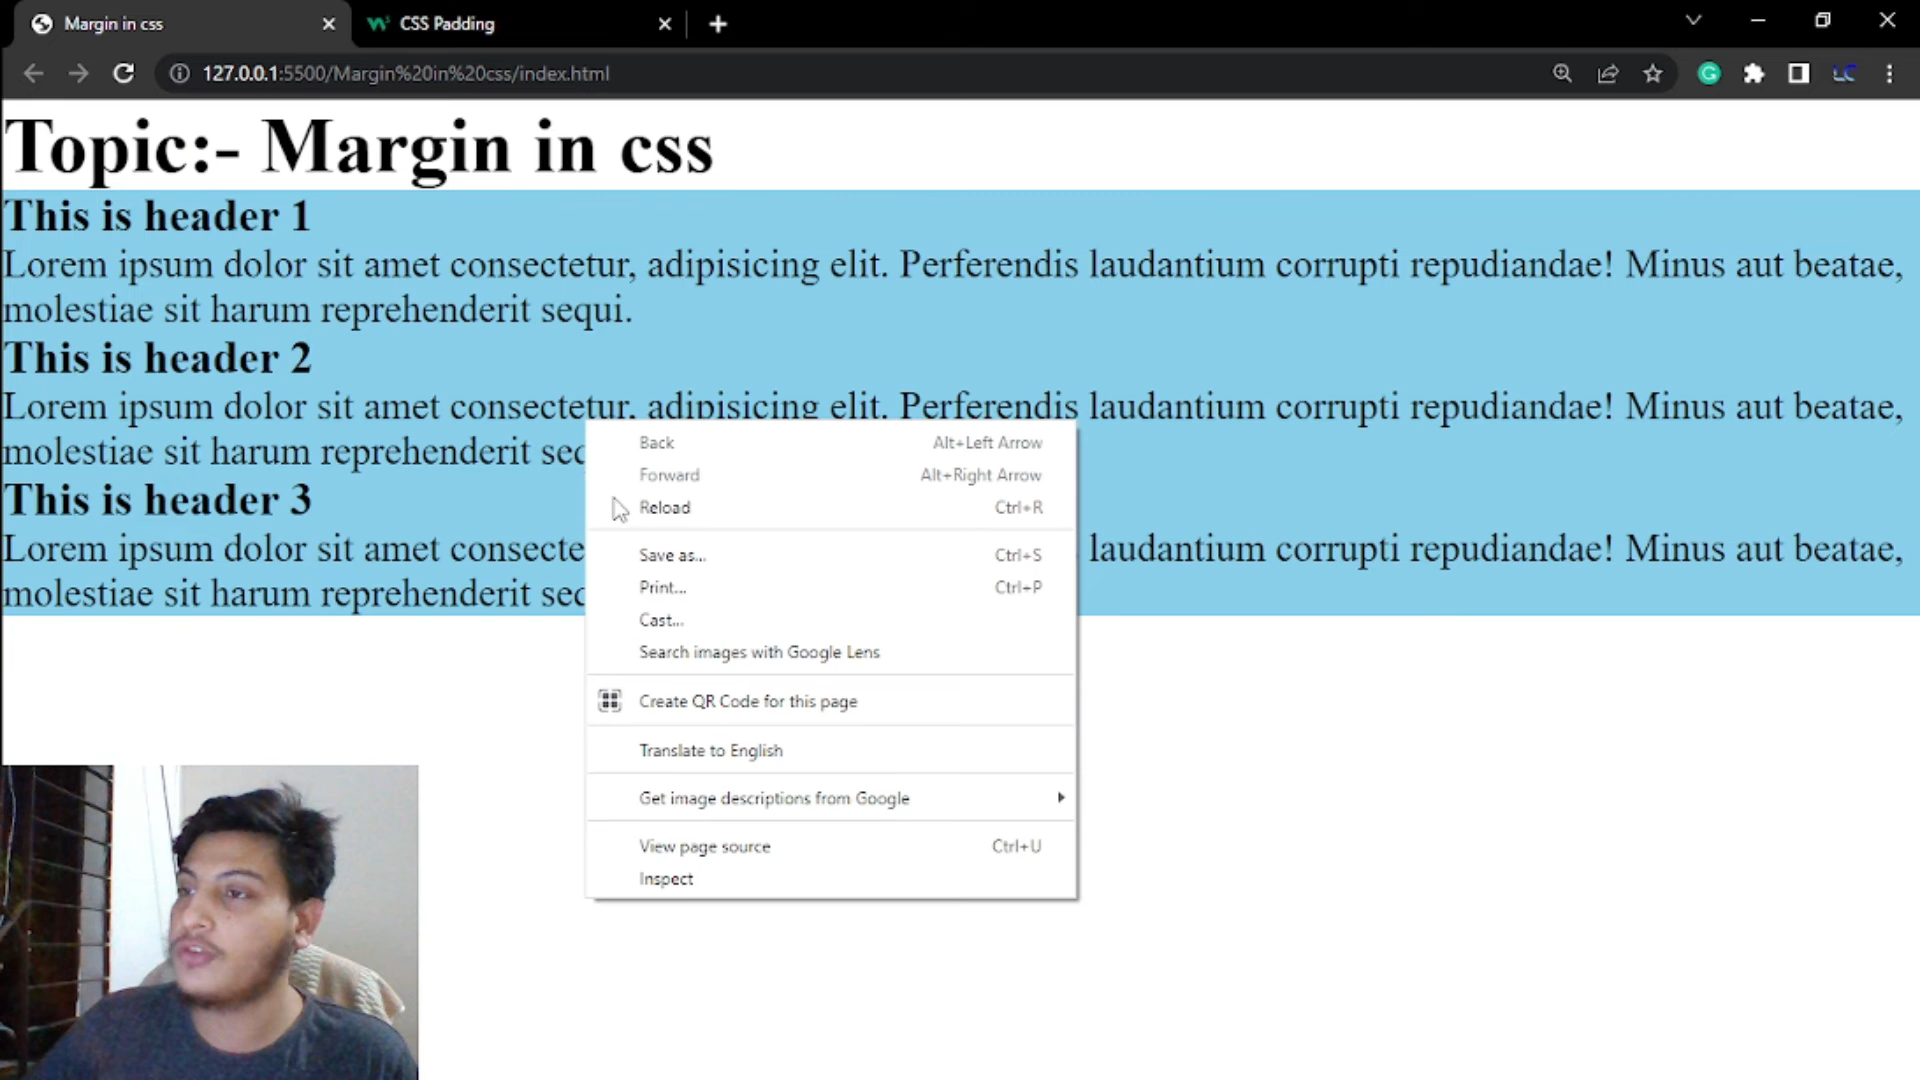 Margin in css
CSS Padding
127.0.0.1:5500/Margin%20in%20css/index.html
Topic:- Margin in css
This is header 1
Lorem ipsum dolor sit amet consectetur, adipisicing elit. Perferendis laudantium corrupti repudiandae! Minus aut beatae,
molestiae sit harum reprehenderit sequi.
This is header 2
Lorem ipsum dolor sit amet consectetur, adipisicing elit. Perferendis laudantium corrupti repudiandae! Minus aut beatae,
molestiae sit harum reprehenderit sec
This is header 3
Lorem ipsum dolor sit amet consecte laudantium corrupti repudiandae! Minus aut beatae,
molestiae sit harum reprehenderit sec
Back Alt+Left Arrow
Forward Alt+Right Arrow
Reload Ctrl+R
Save as... Ctrl+S
Print... Ctrl+P
Cast...
Search images with Google Lens
Create QR Code for this page
Translate to English
Get image descriptions from Google
View page source Ctrl+U
Inspect